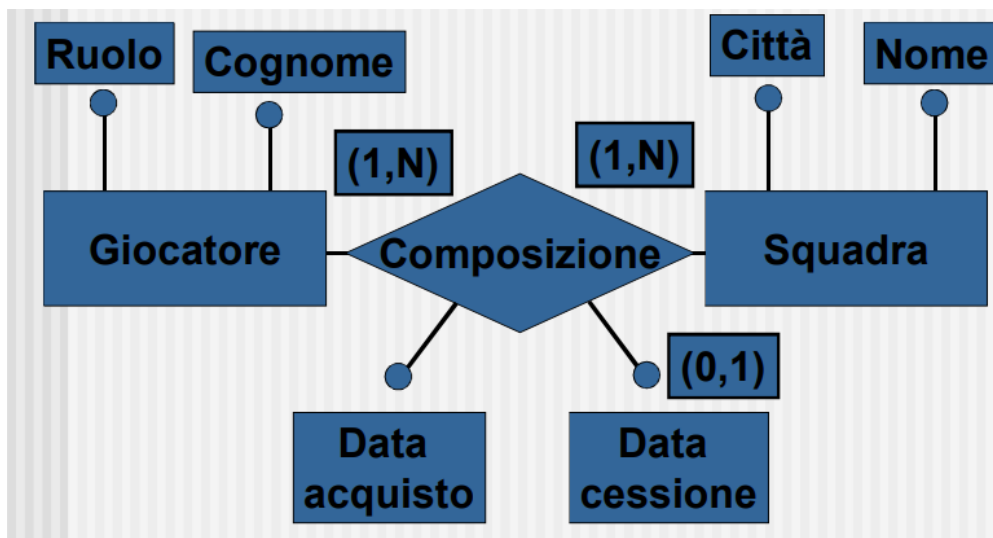 Ruolo
Cognome
Città
Nome
(1,N)
(1,N)
Giocatore
Composizione
Squadra
(0,1)
Data
acquisto
Data
cessione